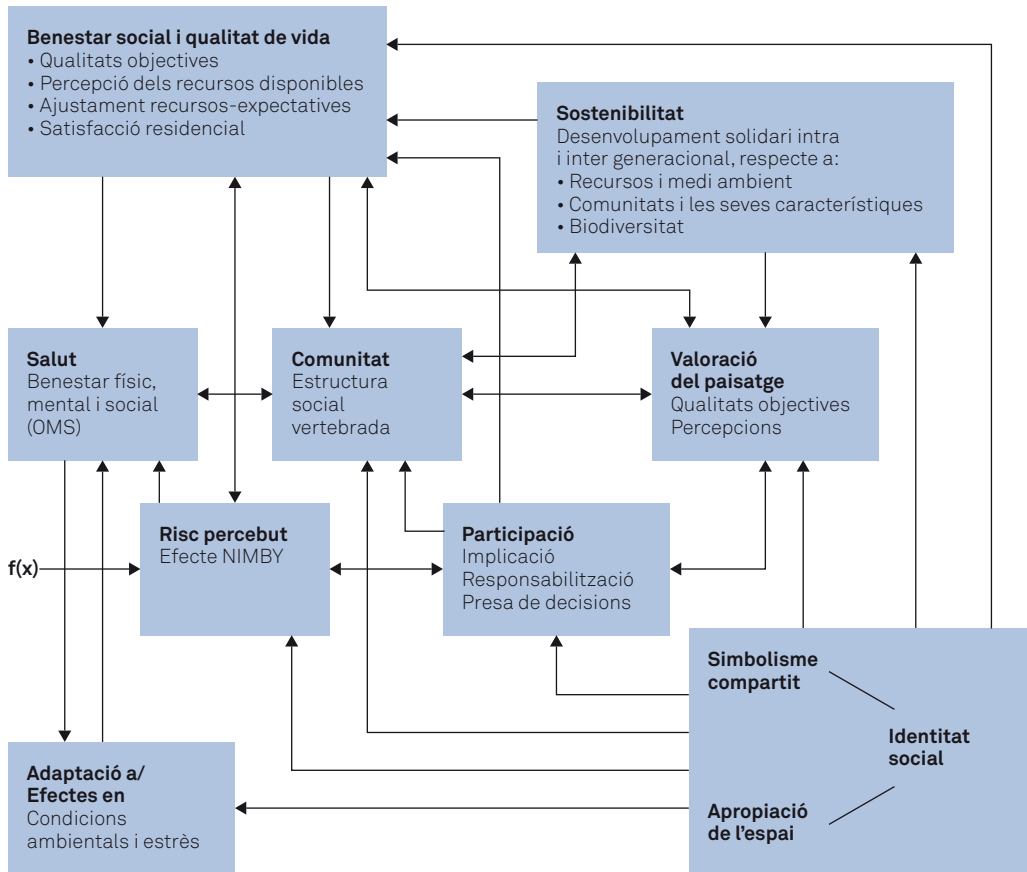 Benestar social i qualitat de vida
• Qualitats objectives
• Percepció dels recursos disponibles
• Ajustament recursos-expectatives
• Satisfacció residencial
Sostenibilitat
Desenvolupament solidari intra
i inter generacional, respecte a:
• Recursos i medi ambient
• Comunitats i les seves característiques
• Biodiversitat
Salut
Benestar físic,
mental i social
(OMS)
Comunitat
Estructura
social
vertebrada
Valoració
del paisatge
Qualitats objectives
Percepcions
f(x)
Risc percebut
Efecte NIMBY
Participació
Implicació
Responsabilització
Presa de decisions
Adaptació a/
Efectes en
Condicions
ambientals i estrès
Simbolisme
compartit
Identitat
social
Apropiació
de l'espai